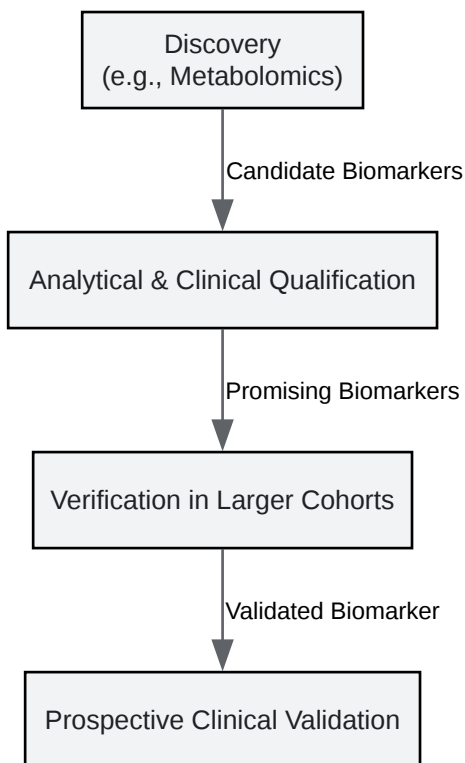 Discovery
(e.g., Metabolomics)
Candidate Biomarkers
Analytical & Clinical Qualification
Promising Biomarkers
Verification in Larger Cohorts
Validated Biomarker
Prospective Clinical Validation